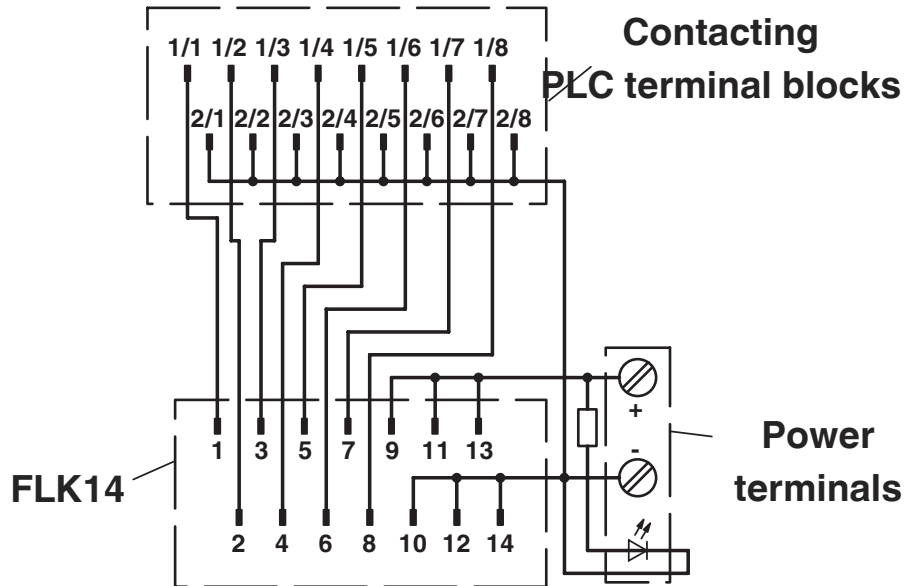 Contacting
PLC terminal blocks
1/1 1/2 1/3 1/4 1/5 1/6 1/7 1/8
2/1 2/2 2/3 2/4 2/5 2/6 2/7 2/8
+
-
1 3 5 7 9 11 13
2 4 6 8 10 12 14
FLK14
Power
terminals